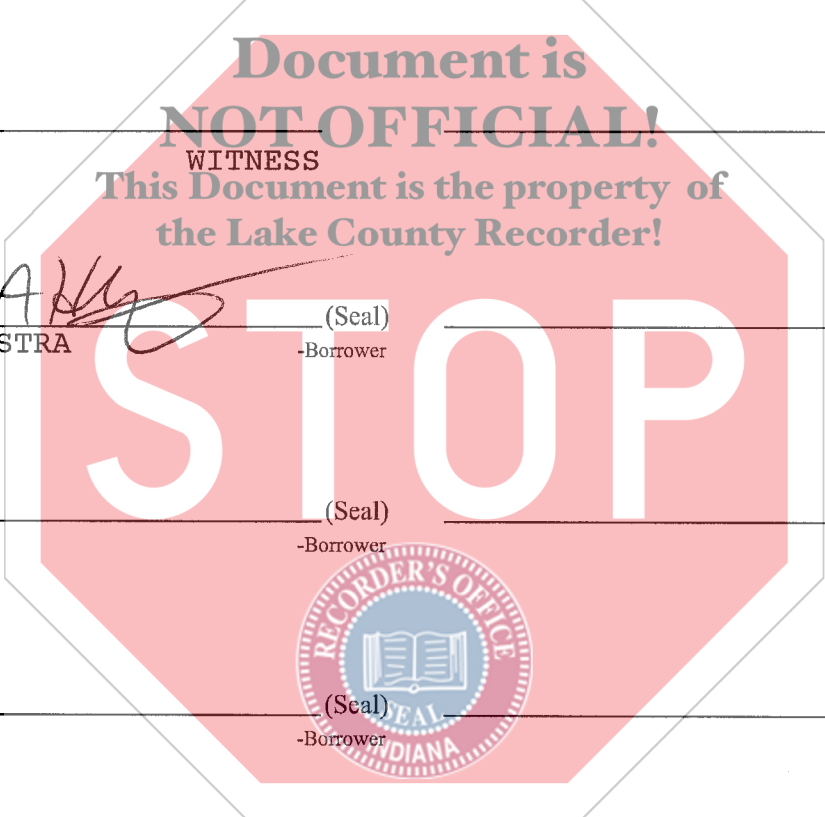 Document is
NOT OFFICIAL!
WITNESS
This Document is the property of
the Lake County Recorder!
(Seal)
STRA
-Borrower
STOP
(Seal)
-Borrower
RECORDER'S OFFICE
(Seal)
SEAL
-Borrower
INDIANA